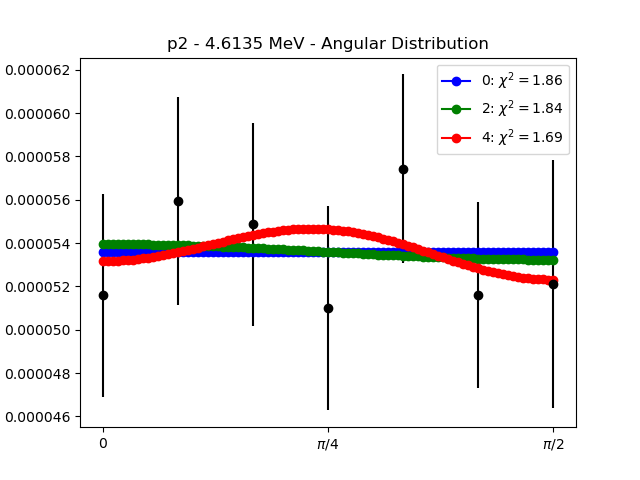 p2 - 4.6135 MeV - Angular Distribution
0.000062
0.000060
0.000058
0.000056
0.000054
0.000052
0.000050
0.000048
0.000046
0: χ² = 1.86
2: χ² = 1.84
4: χ² = 1.69
0
π/4
π/2